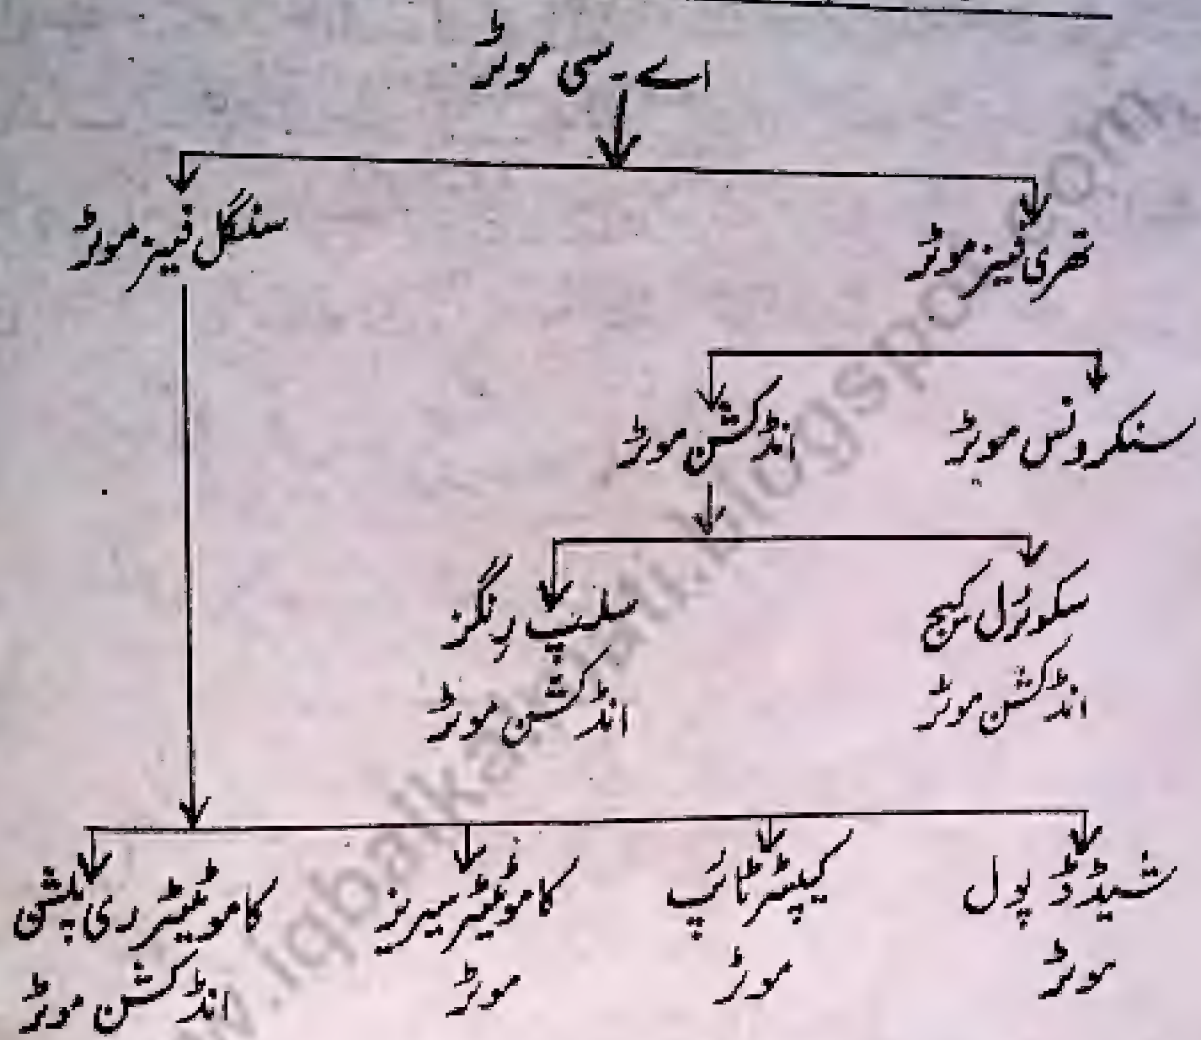 اے۔سی موٹر
تھری فیز موٹر
سنگل فیز موٹر
سنکرونس موٹر
انڈکشن موٹر
سکوئرل کیج
انڈکشن موٹر
سلپ رنگز
انڈکشن موٹر
شیڈڈ پول
موٹر
کپیسٹر ٹائپ
موٹر
کاموٹیٹر سیریز
موٹر
کاموٹیٹر ری پلشن
انڈکشن موٹر